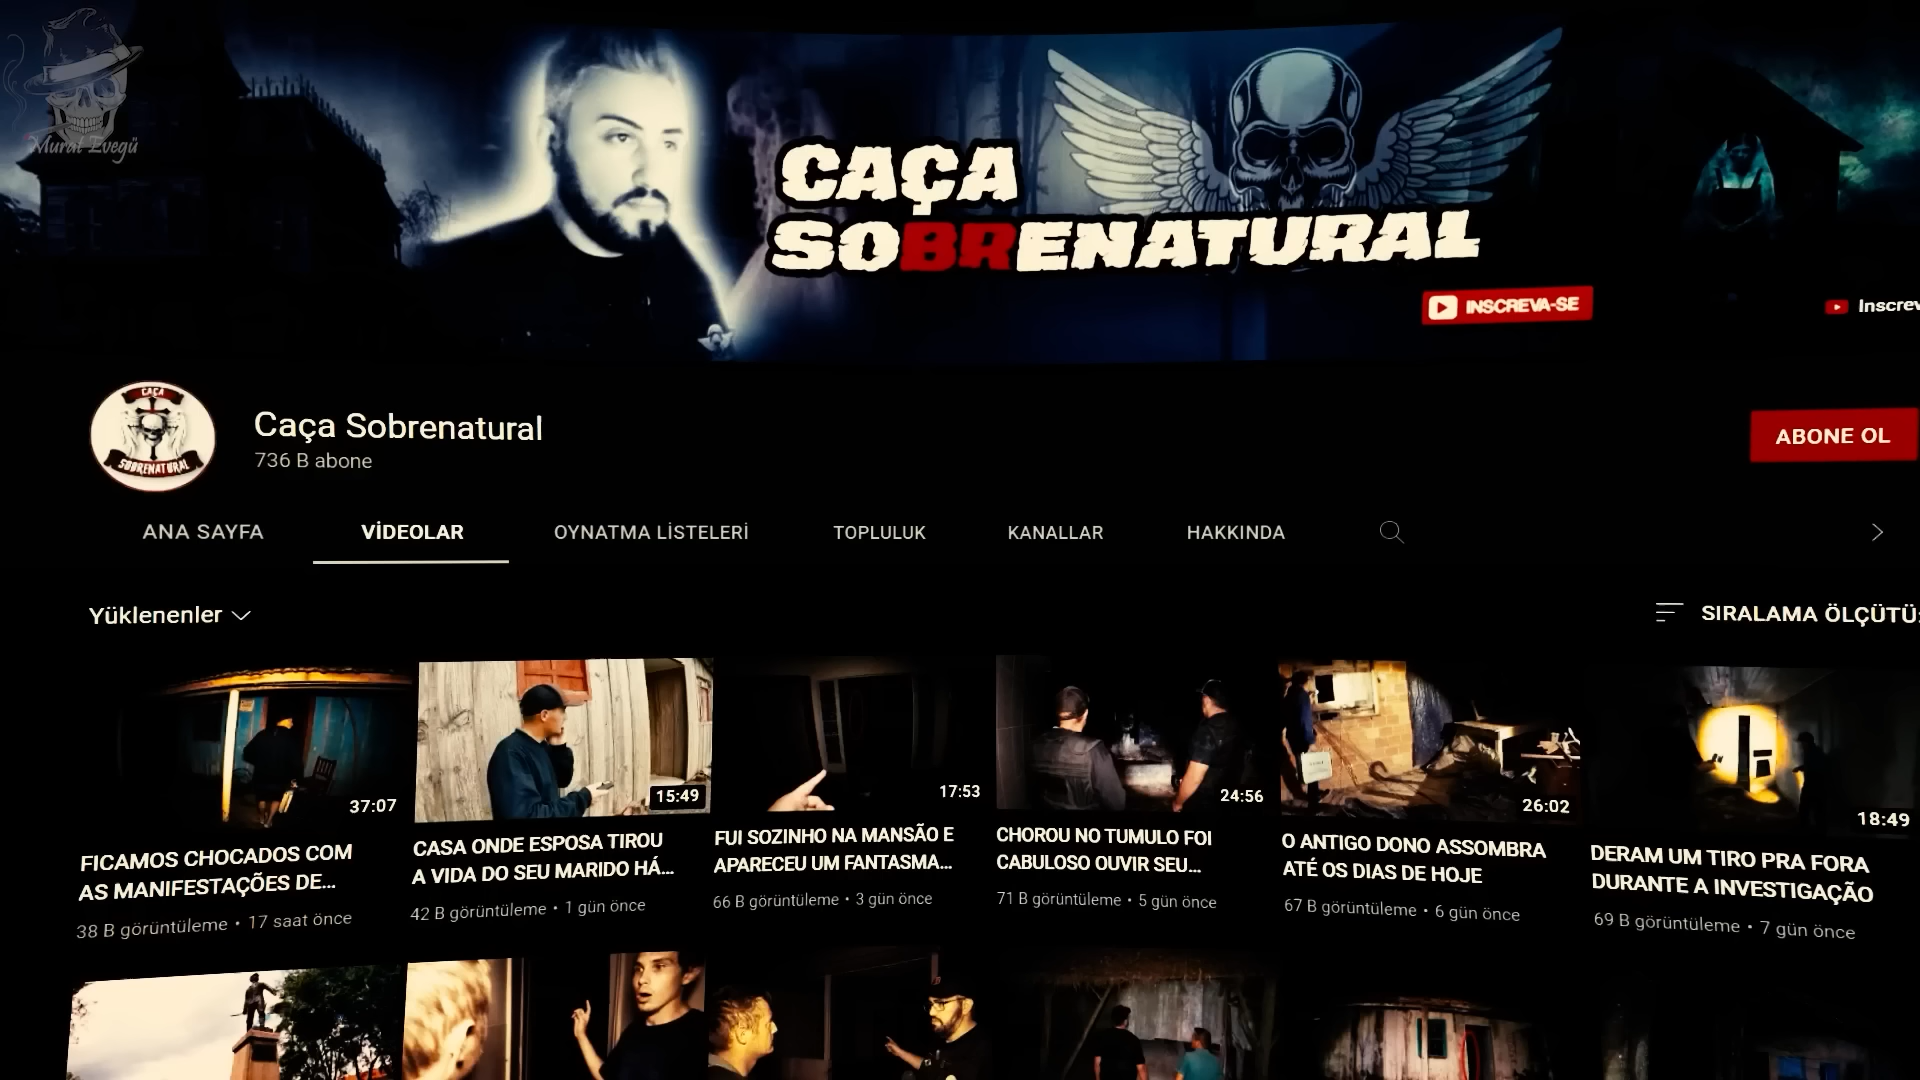 Murat Evegü
CAÇA
SOBRENATURAL
INSCREVA-SE
Inscrev
CAÇA
SOBRENATURAL
Caça Sobrenatural
736 B abone
ABONE OL
ANA SAYFA
VİDEOLAR
OYNATMA LİSTELERİ
TOPLULUK
KANALLAR
HAKKINDA
Yüklenenler
SIRALAMA ÖLÇÜTÜ:
37:07
15:49
17:53
24:56
26:02
18:49
FICAMOS CHOCADOS COM
AS MANIFESTAÇÕES DE...
38 B görüntüleme • 17 saat önce
CASA ONDE ESPOSA TIROU
A VIDA DO SEU MARIDO HÁ...
42 B görüntüleme • 1 gün önce
FUI SOZINHO NA MANSÃO E
APARECEU UM FANTASMA...
66 B görüntüleme • 3 gün önce
CHOROU NO TUMULO FOI
CABULOSO OUVIR SEU...
71 B görüntüleme • 5 gün önce
O ANTIGO DONO ASSOMBRA
ATÉ OS DIAS DE HOJE
67 B görüntüleme • 6 gün önce
DERAM UM TIRO PRA FORA
DURANTE A INVESTIGAÇÃO
69 B görüntüleme • 7 gün önce